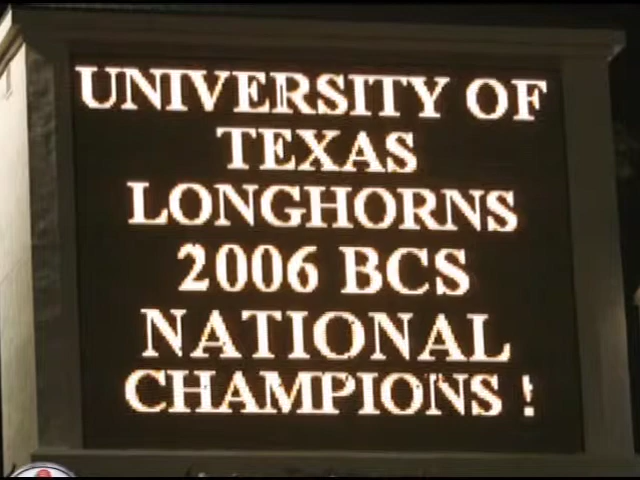 UNIVERSITY OF
TEXAS
LONGHORNS
2006 BCS
NATIONAL
CHAMPIONS !